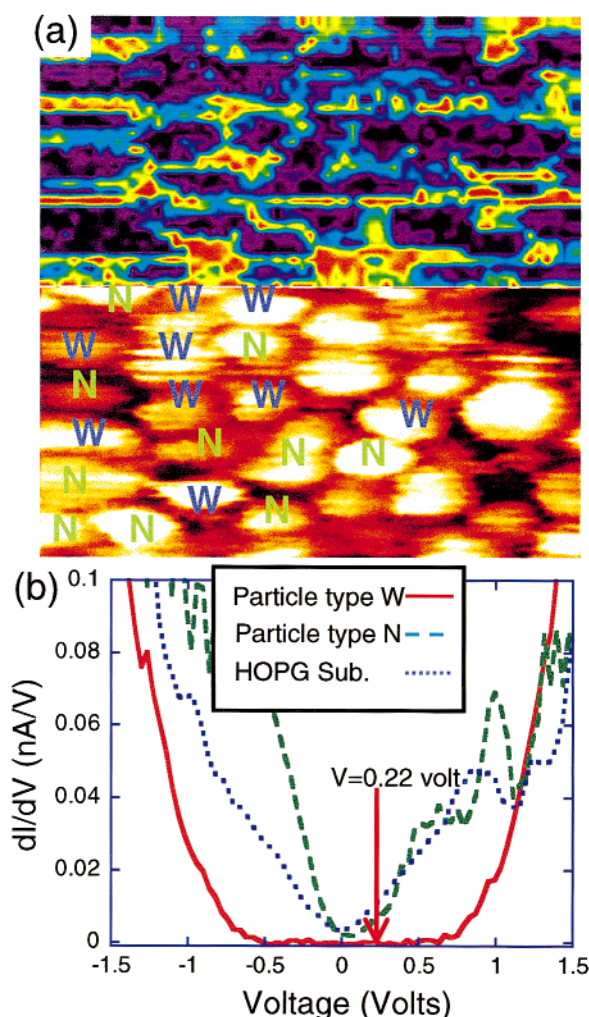 (a)
N W W
W W N
N W W W
W N N N
N W N
N N
(b)
0.1
0.08
0.06
0.04
0.02
0
dI/dV (nA/V)
Particle type W
Particle type N
HOPG Sub.
V=0.22 volt
-1.5 -1 -0.5 0 0.5 1 1.5
Voltage (Volts)